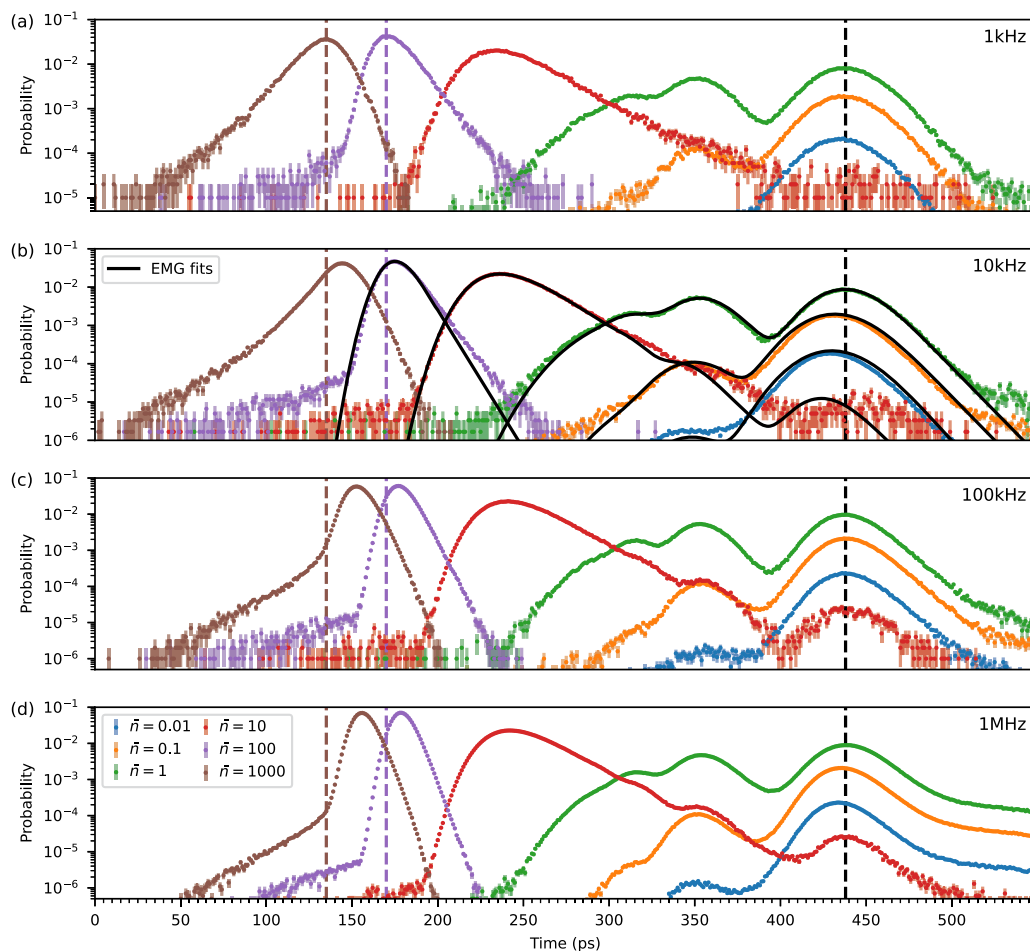 (a)
1kHz
Probability
10⁻¹
10⁻²
10⁻³
10⁻⁴
10⁻⁵
(b)
EMG fits
10kHz
Probability
10⁻¹
10⁻²
10⁻³
10⁻⁴
10⁻⁵
10⁻⁶
(c)
100kHz
Probability
10⁻¹
10⁻²
10⁻³
10⁻⁴
10⁻⁵
10⁻⁶
(d)
1MHz
Probability
10⁻¹
10⁻²
10⁻³
10⁻⁴
10⁻⁵
10⁻⁶
n̄ = 0.01
n̄ = 0.1
n̄ = 1
n̄ = 10
n̄ = 100
n̄ = 1000
0 50 100 150 200 250 300 350 400 450 500
Time (ps)